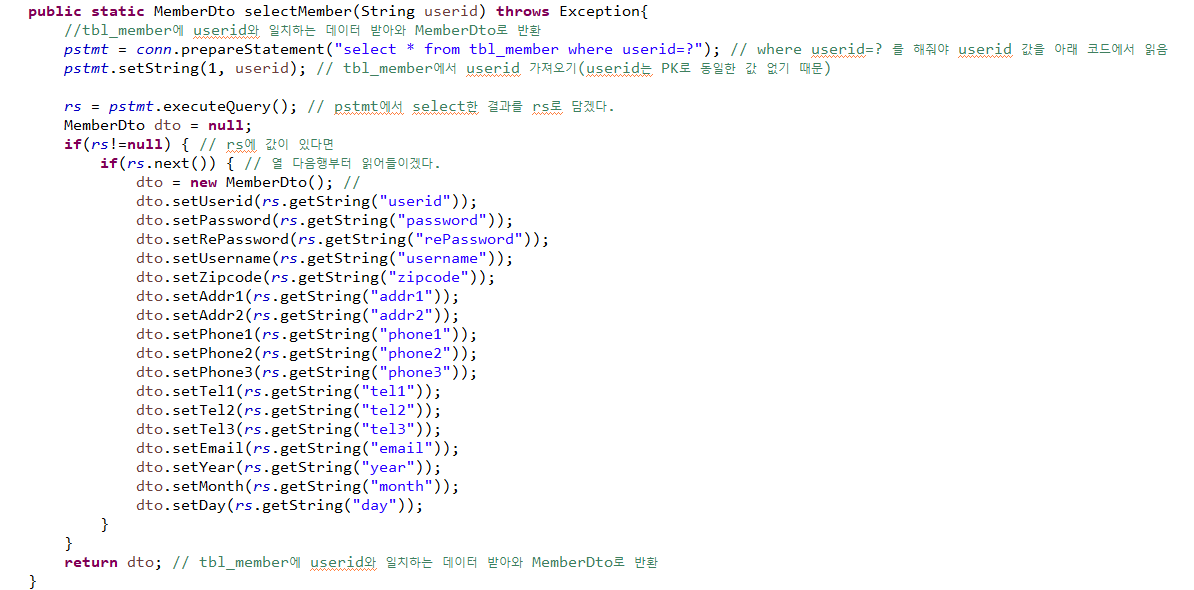 public static MemberDto selectMember(String userid) throws Exception{
//tbl_member에 userid와 일치하는 데이터 받아와 MemberDto로 반환
pstmt = conn.prepareStatement("select * from tbl_member where userid=?"); // where userid=? 를 해줘야 userid 값을 아래 코드에서 읽음
pstmt.setString(1, userid); // tbl_member에서 userid 가져오기(userid는 PK로 동일한 값 없기 때문)
rs = pstmt.executeQuery(); // pstmt에서 select한 결과를 rs로 담겠다.
MemberDto dto = null;
if(rs!=null) { // rs에 값이 있다면
if(rs.next()) { // 열 다음행부터 읽어들이겠다.
dto = new MemberDto(); //
dto.setUserid(rs.getString("userid"));
dto.setPassword(rs.getString("password"));
dto.setRePassword(rs.getString("rePassword"));
dto.setUsername(rs.getString("username"));
dto.setZipcode(rs.getString("zipcode"));
dto.setAddr1(rs.getString("addr1"));
dto.setAddr2(rs.getString("addr2"));
dto.setPhone1(rs.getString("phone1"));
dto.setPhone2(rs.getString("phone2"));
dto.setPhone3(rs.getString("phone3"));
dto.setTel1(rs.getString("tel1"));
dto.setTel2(rs.getString("tel2"));
dto.setTel3(rs.getString("tel3"));
dto.setEmail(rs.getString("email"));
dto.setYear(rs.getString("year"));
dto.setMonth(rs.getString("month"));
dto.setDay(rs.getString("day"));
}
}
return dto; // tbl_member에 userid와 일치하는 데이터 받아와 MemberDto로 반환
}